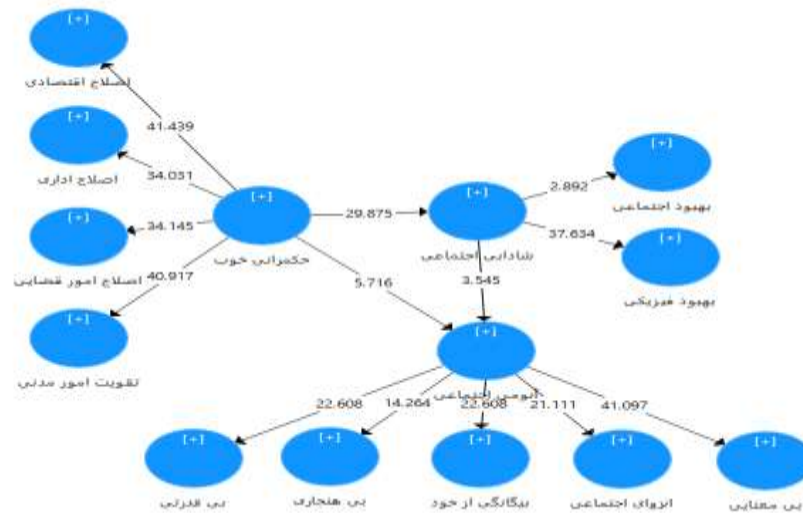 [+]
اصلاح اقتصادی
[+]
اصلاح اداری
[+]
اصلاح امور قضایی
[+]
تقویت امور مدنی
41.439
34.031
34.145
40.917
[+]
حکمرانی خوب
29.875
5.716
[+]
شادابی اجتماعی
2.892
37.634
3.545
[+]
بهبود اجتماعی
[+]
بهبود فیزیکی
[+]
آنومی اجتماعی
22.608
14.264
22.608
21.111
41.097
[+]
بی قدرتی
[+]
بی هنجاری
[+]
بیگانگی از خود
[+]
انزوای اجتماعی
[+]
بی معنایی